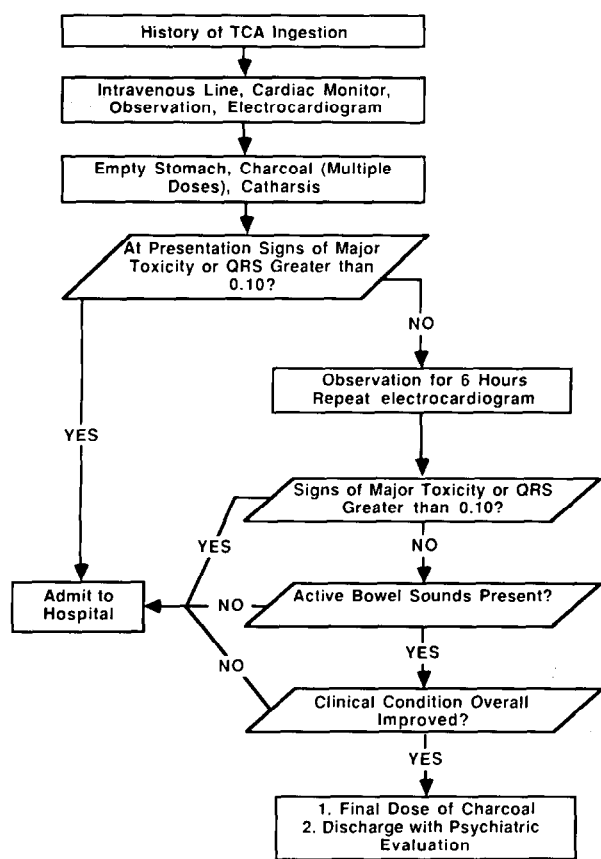 History of TCA Ingestion
Intravenous Line, Cardiac Monitor,
Observation, Electrocardiogram
Empty Stomach, Charcoal (Multiple
Doses), Catharsis
At Presentation Signs of Major
Toxicity or QRS Greater than
0.10?
NO
Observation for 6 Hours
Repeat electrocardiogram
YES
Signs of Major Toxicity or QRS
Greater than 0.10?
YES
NO
Admit to
Hospital
NO
Active Bowel Sounds Present?
NO
YES
Clinical Condition Overall
Improved?
YES
1. Final Dose of Charcoal
2. Discharge with Psychiatric
Evaluation